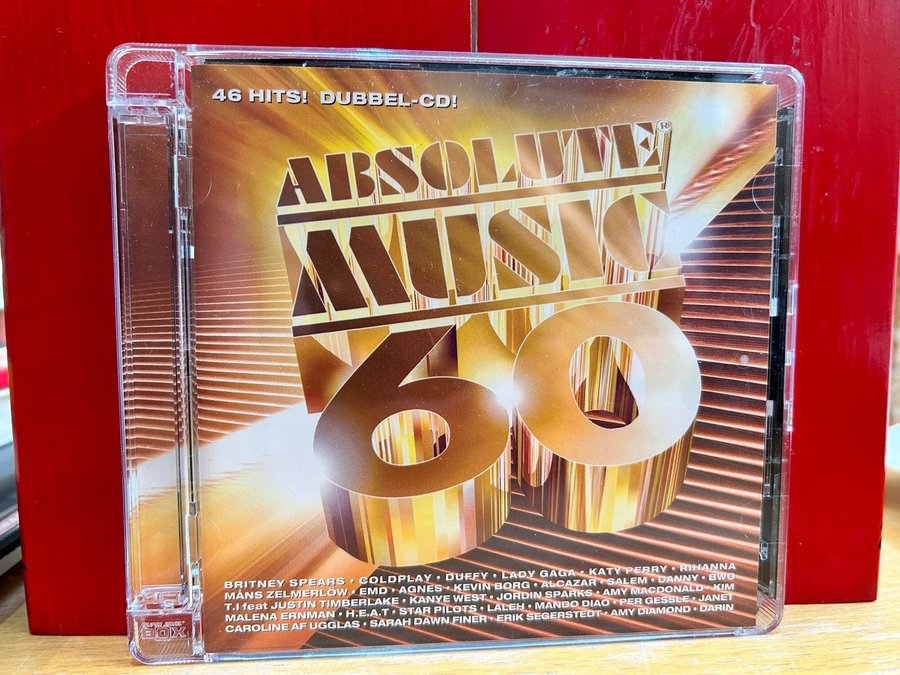 46 HITS! DUBBEL-CD!
ABSOLUTE®
MUSIC
60
BRITNEY SPEARS • COLDPLAY • DUFFY • LADY GAGA • KATY PERRY • RIHANNA
MÅNS ZELMERLÖW • EMD • AGNES • KEVIN BORG • ALCAZAR • SALEM • DANNY • BWO
T.I feat JUSTIN TIMBERLAKE • KANYE WEST • JORDIN SPARKS • AMY MACDONALD • KIM
MALENA ERNMAN • H.E.A.T • STAR PILOTS • LALEH • MANDO DIAO • PER GESSLE • JANET
CAROLINE AF UGGLAS • SARAH DAWN FINER • ERIK SEGERSTEDT • AMY DIAMOND • DARIN
SUPER JEWEL
BOX